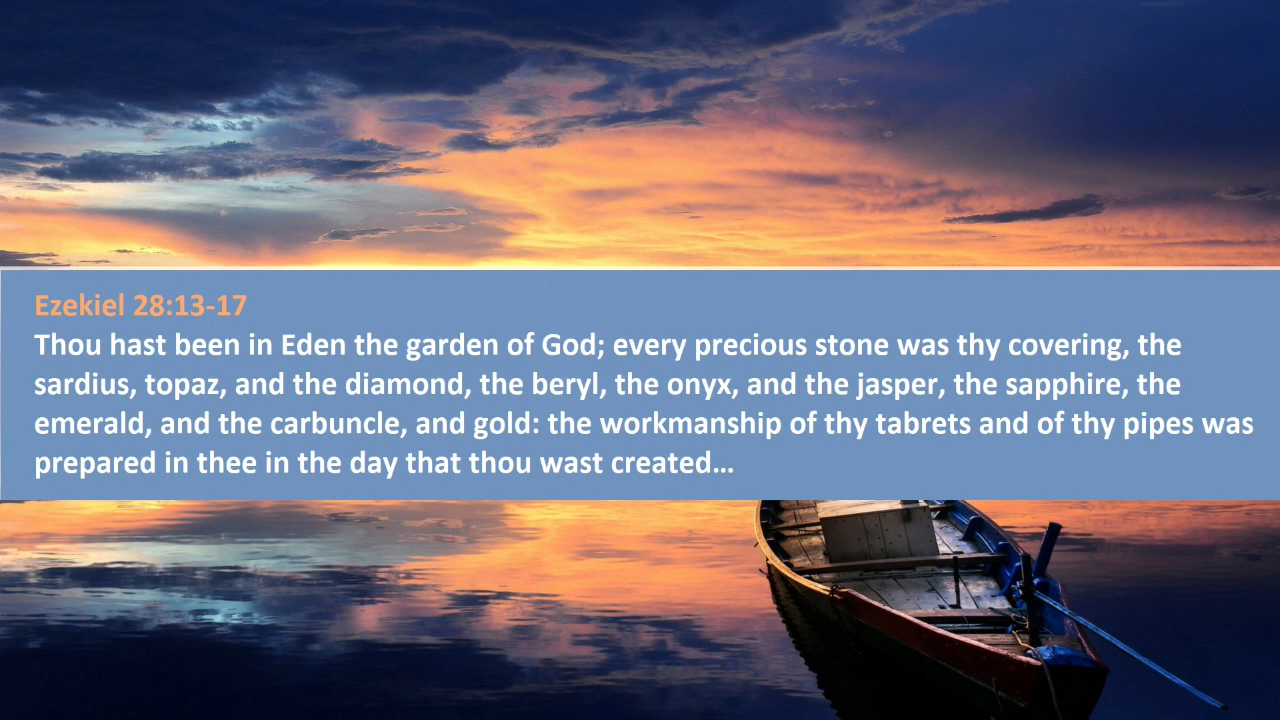 Ezekiel 28:13-17
Thou hast been in Eden the garden of God; every precious stone was thy covering, the
sardius, topaz, and the diamond, the beryl, the onyx, and the jasper, the sapphire, the
emerald, and the carbuncle, and gold: the workmanship of thy tabrets and of thy pipes was
prepared in thee in the day that thou wast created…